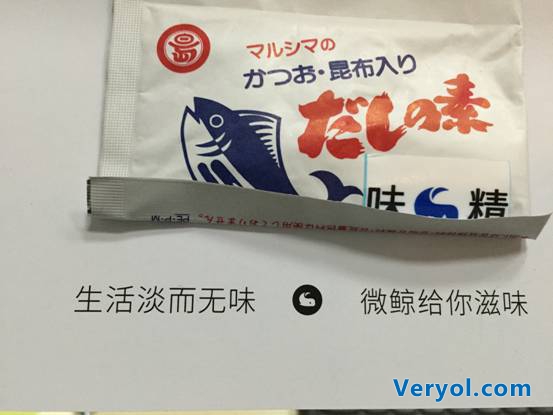 マルシマの
かつお・昆布入り
だしの素
味 精
生活淡而无味 微鲸给你滋味
Veryol.com